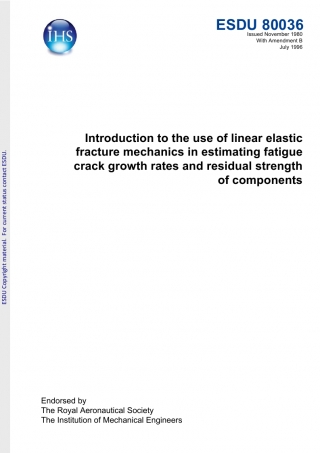 IHS
ESDU 80036
Issued November 1980
With Amendment B
July 1996
Introduction to the use of linear elastic
fracture mechanics in estimating fatigue
crack growth rates and residual strength
of components
ESDU Copyright material. For current status contact ESDU.
Endorsed by
The Royal Aeronautical Society
The Institution of Mechanical Engineers